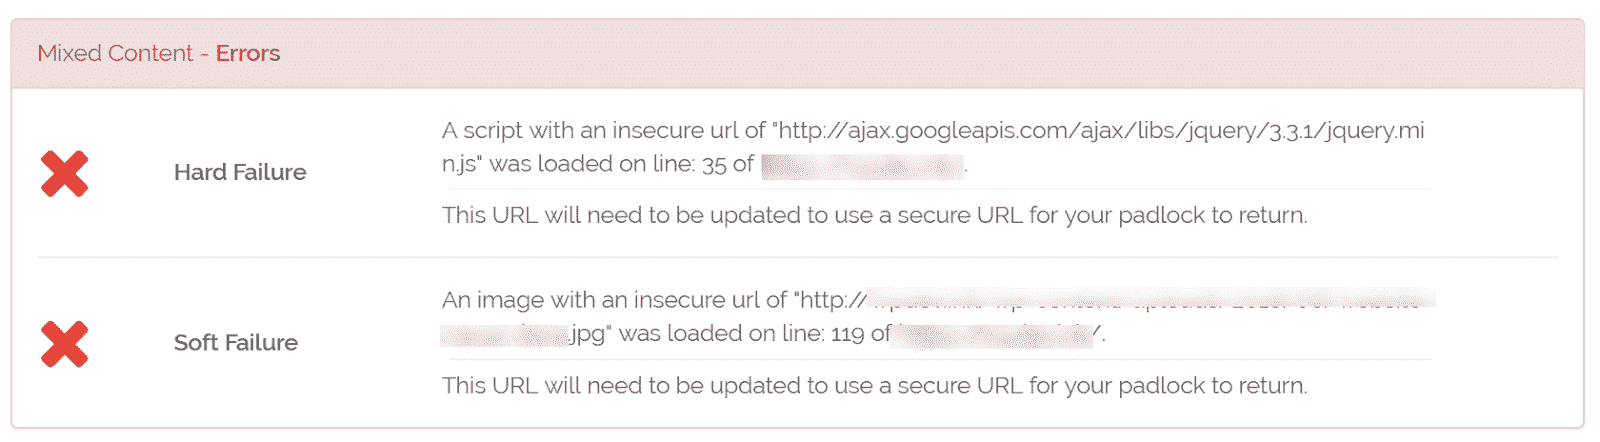 Mixed Content - Errors
A script with an insecure url of "http://ajax.googleapis.com/ajax/libs/jquery/3.3.1/jquery.mi
Hard Failure
n.js" was loaded on line: 35 of .
This URL will need to be updated to use a secure URL for your padlock to return.
An image with an insecure url of "http://
Soft Failure
.jpg" was loaded on line: 119 of /.
This URL will need to be updated to use a secure URL for your padlock to return.